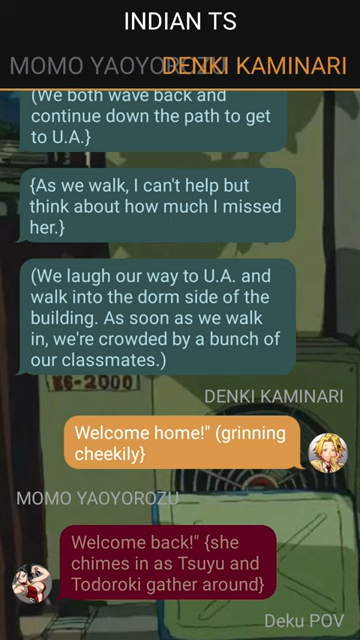 INDIAN TS
MOMO YAOYOROZU DENKI KAMINARI
(We both wave back and
continue down the path to get
to U.A.}
{As we walk, I can't help but
think about how much I missed
her.}
(We laugh our way to U.A. and
walk into the dorm side of the
building. As soon as we walk
in, we're crowded by a bunch of
our classmates.)
K6-2000
DENKI KAMINARI
Welcome home!" (grinning
cheekily}
MOMO YAOYOROZU
Welcome back!" {she
chimes in as Tsuyu and
Todoroki gather around}
Deku POV